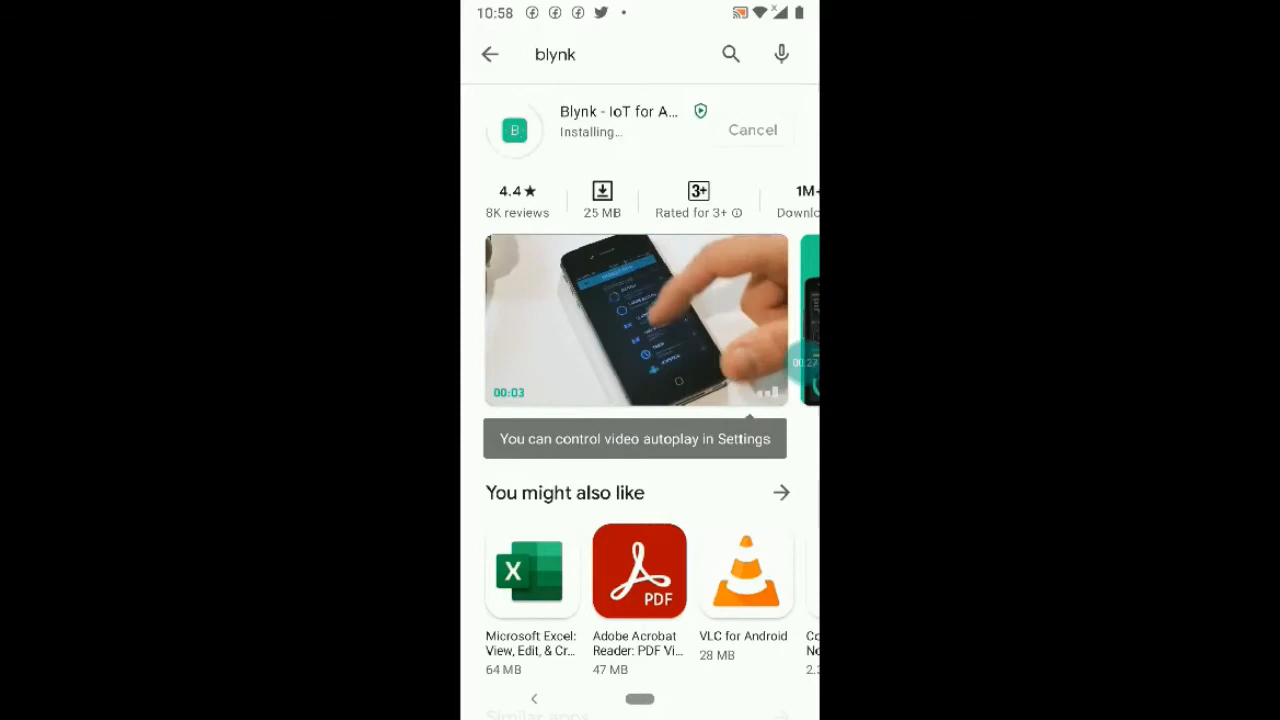 10:58
blynk
B
Blynk - IoT for A...
Installing...
Cancel
4.4★
8K reviews
25 MB
3+
Rated for 3+
1M+
Downlo
00:03
00:27
You can control video autoplay in Settings
You might also like
X
PDF
Microsoft Excel:
View, Edit, & Cr...
64 MB
Adobe Acrobat
Reader: PDF Vi...
47 MB
VLC for Android
28 MB
Co
No
2.3
Similar apps